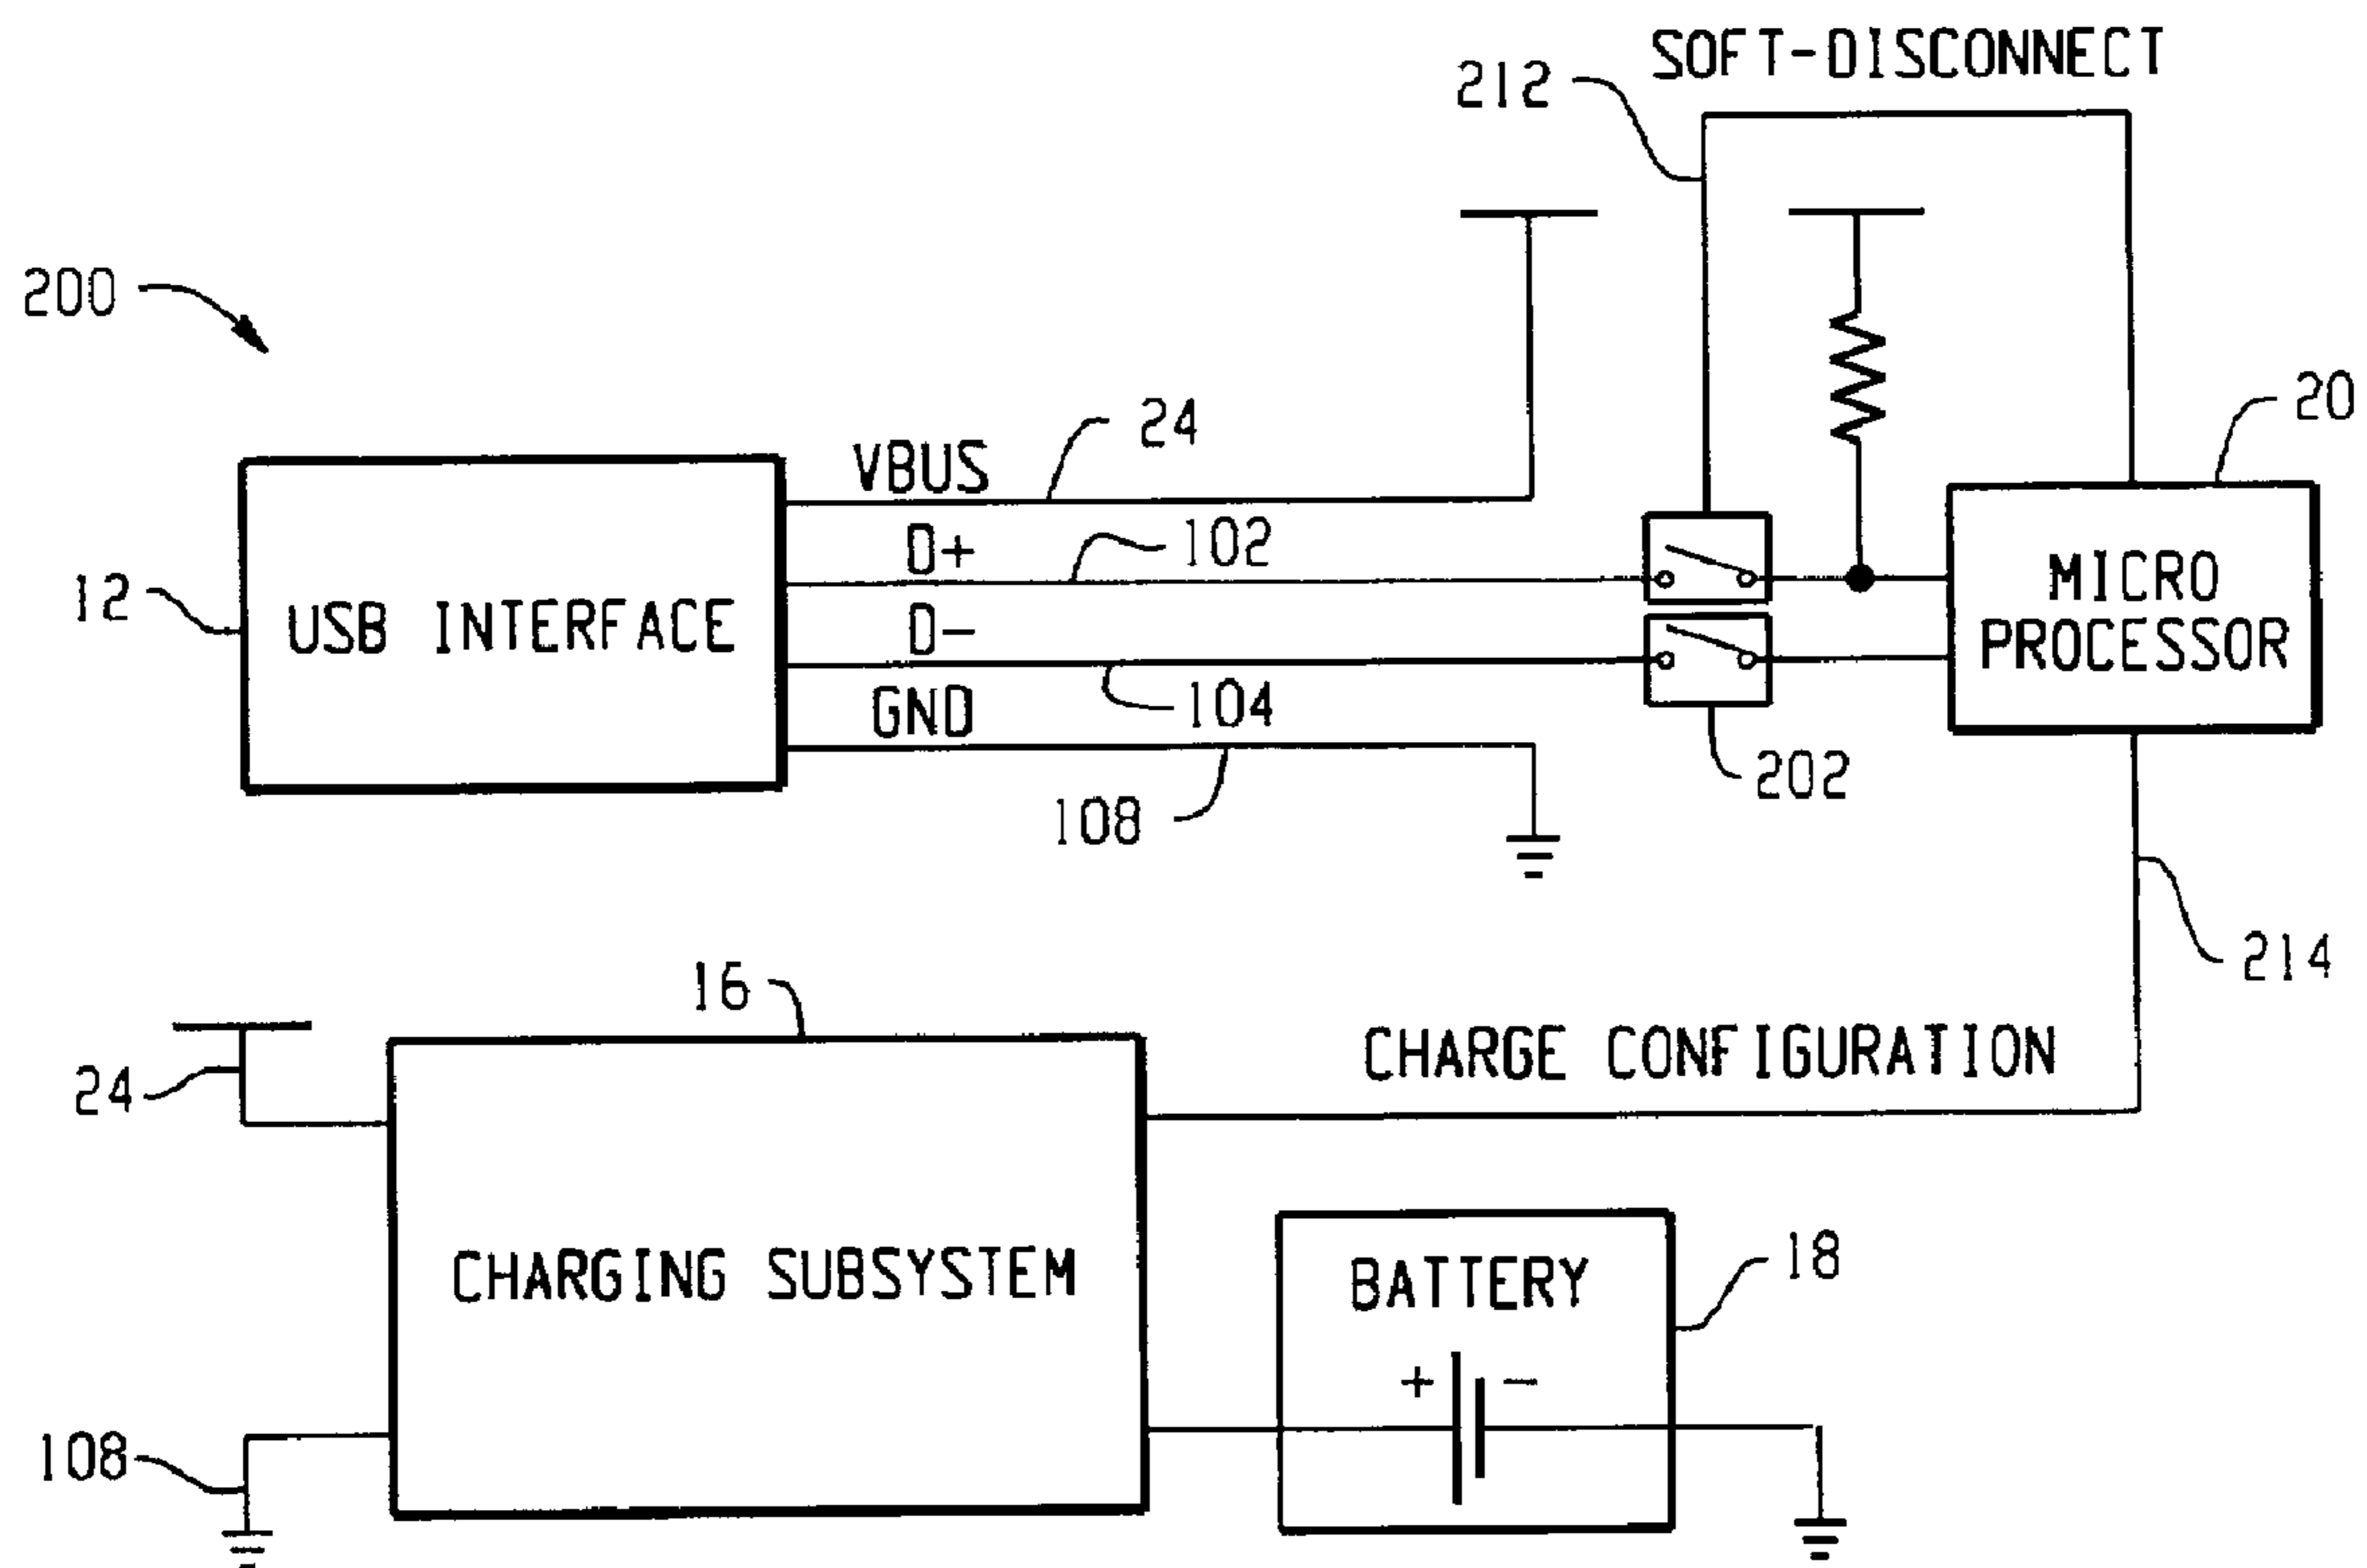 SOFT-DISCONNECT
212
200
20
24
VBUS
D+
102
12
USB INTERFACE
D-
MICRO
PROCESSOR
104
GND
202
108
214
16
CHARGE CONFIGURATION
24
CHARGING SUBSYSTEM
BATTERY
18
+ -
108